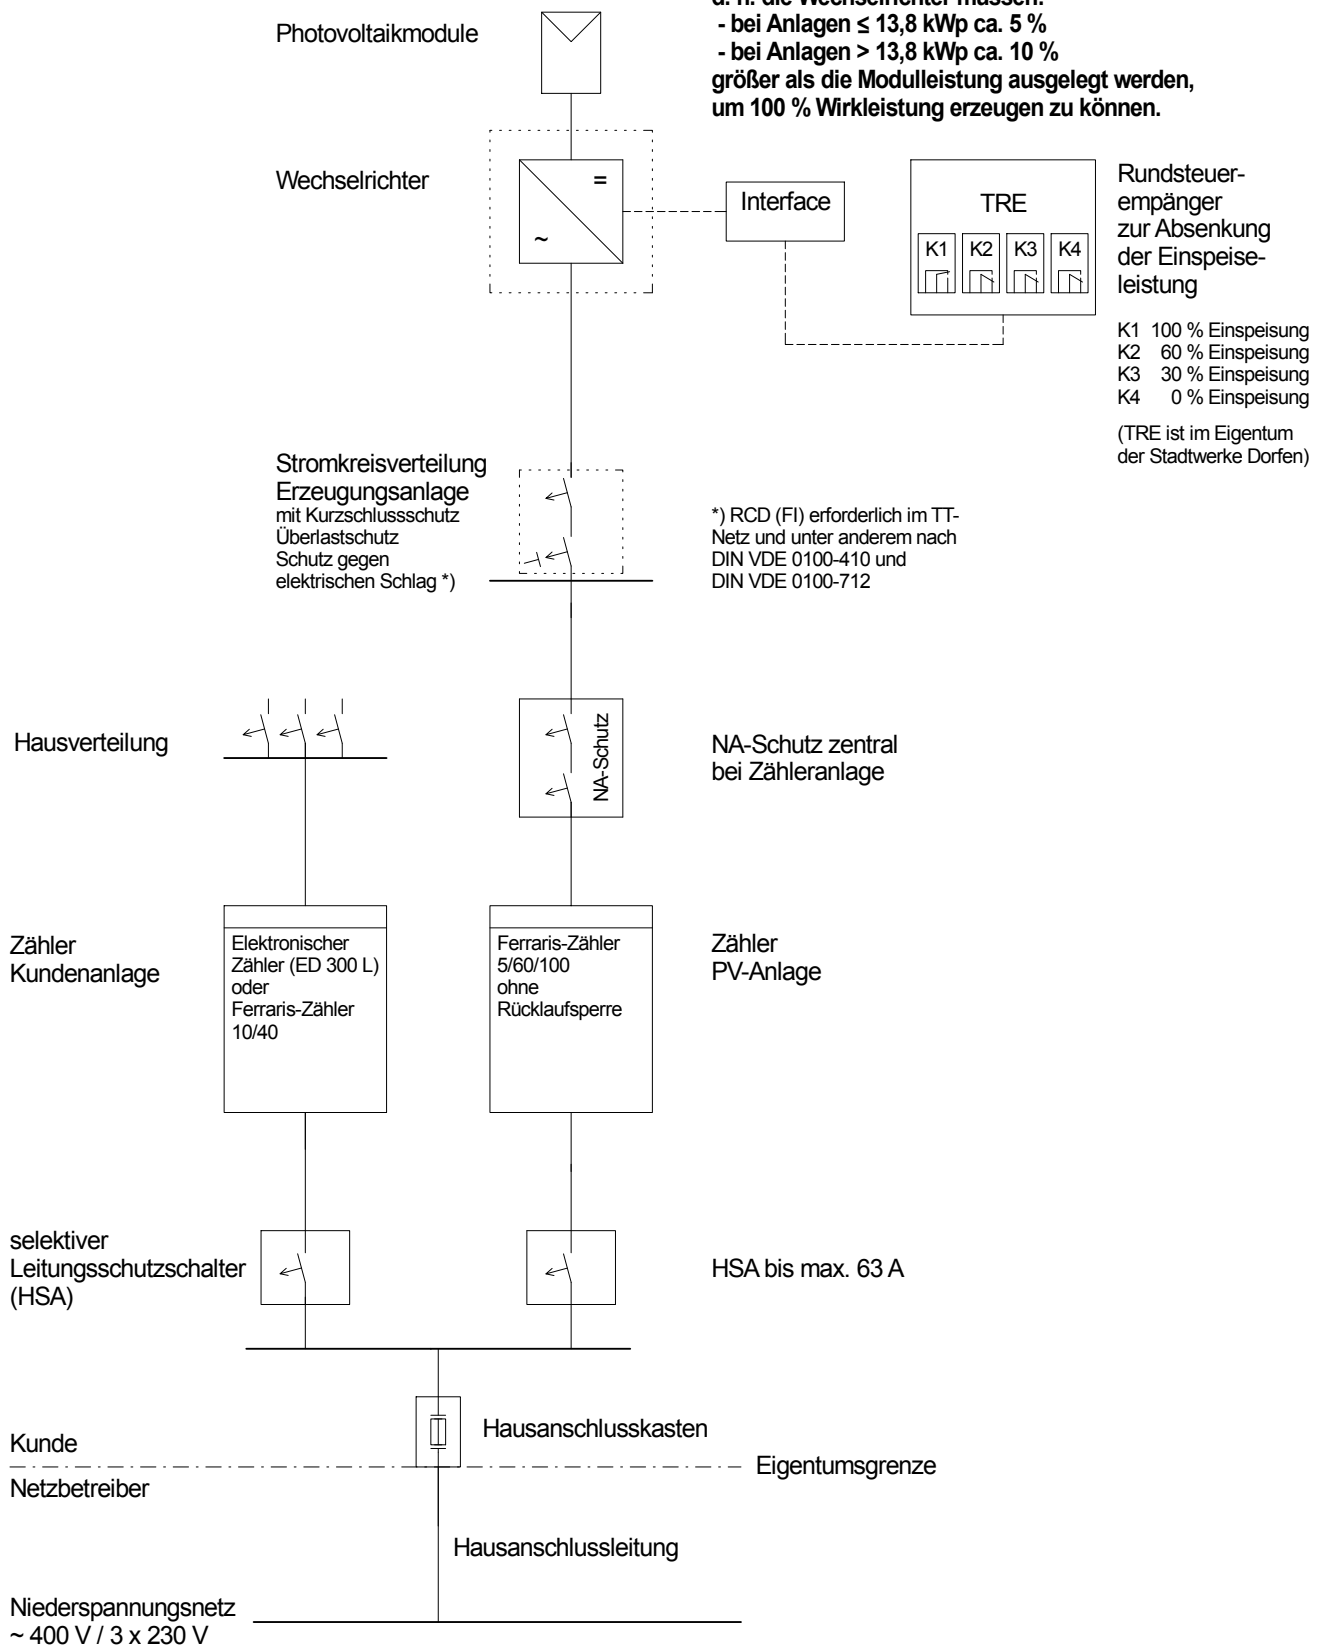 d. h. die Wechselrichter müssen:
- bei Anlagen ≤ 13,8 kWp ca. 5 %
- bei Anlagen > 13,8 kWp ca. 10 %
größer als die Modulleistung ausgelegt werden,
um 100 % Wirkleistung erzeugen zu können.
Photovoltaikmodule
Wechselrichter
=
~
Interface
TRE
K1 K2 K3 K4
Rundsteuer-
empänger
zur Absenkung
der Einspeise-
leistung
K1 100 % Einspeisung
K2 60 % Einspeisung
K3 30 % Einspeisung
K4 0 % Einspeisung
(TRE ist im Eigentum
der Stadtwerke Dorfen)
Stromkreisverteilung
Erzeugungsanlage
mit Kurzschlussschutz
Überlastschutz
Schutz gegen
elektrischen Schlag *)
*) RCD (FI) erforderlich im TT-
Netz und unter anderem nach
DIN VDE 0100-410 und
DIN VDE 0100-712
Hausverteilung
NA-Schutz
NA-Schutz zentral
bei Zähleranlage
Zähler
Kundenanlage
Elektronischer
Zähler (ED 300 L)
oder
Ferraris-Zähler
10/40
Ferraris-Zähler
5/60/100
ohne
Rücklaufsperre
Zähler
PV-Anlage
selektiver
Leitungsschutzschalter
(HSA)
HSA bis max. 63 A
Hausanschlusskasten
Kunde
Eigentumsgrenze
Netzbetreiber
Hausanschlussleitung
Niederspannungsnetz
~ 400 V / 3 x 230 V